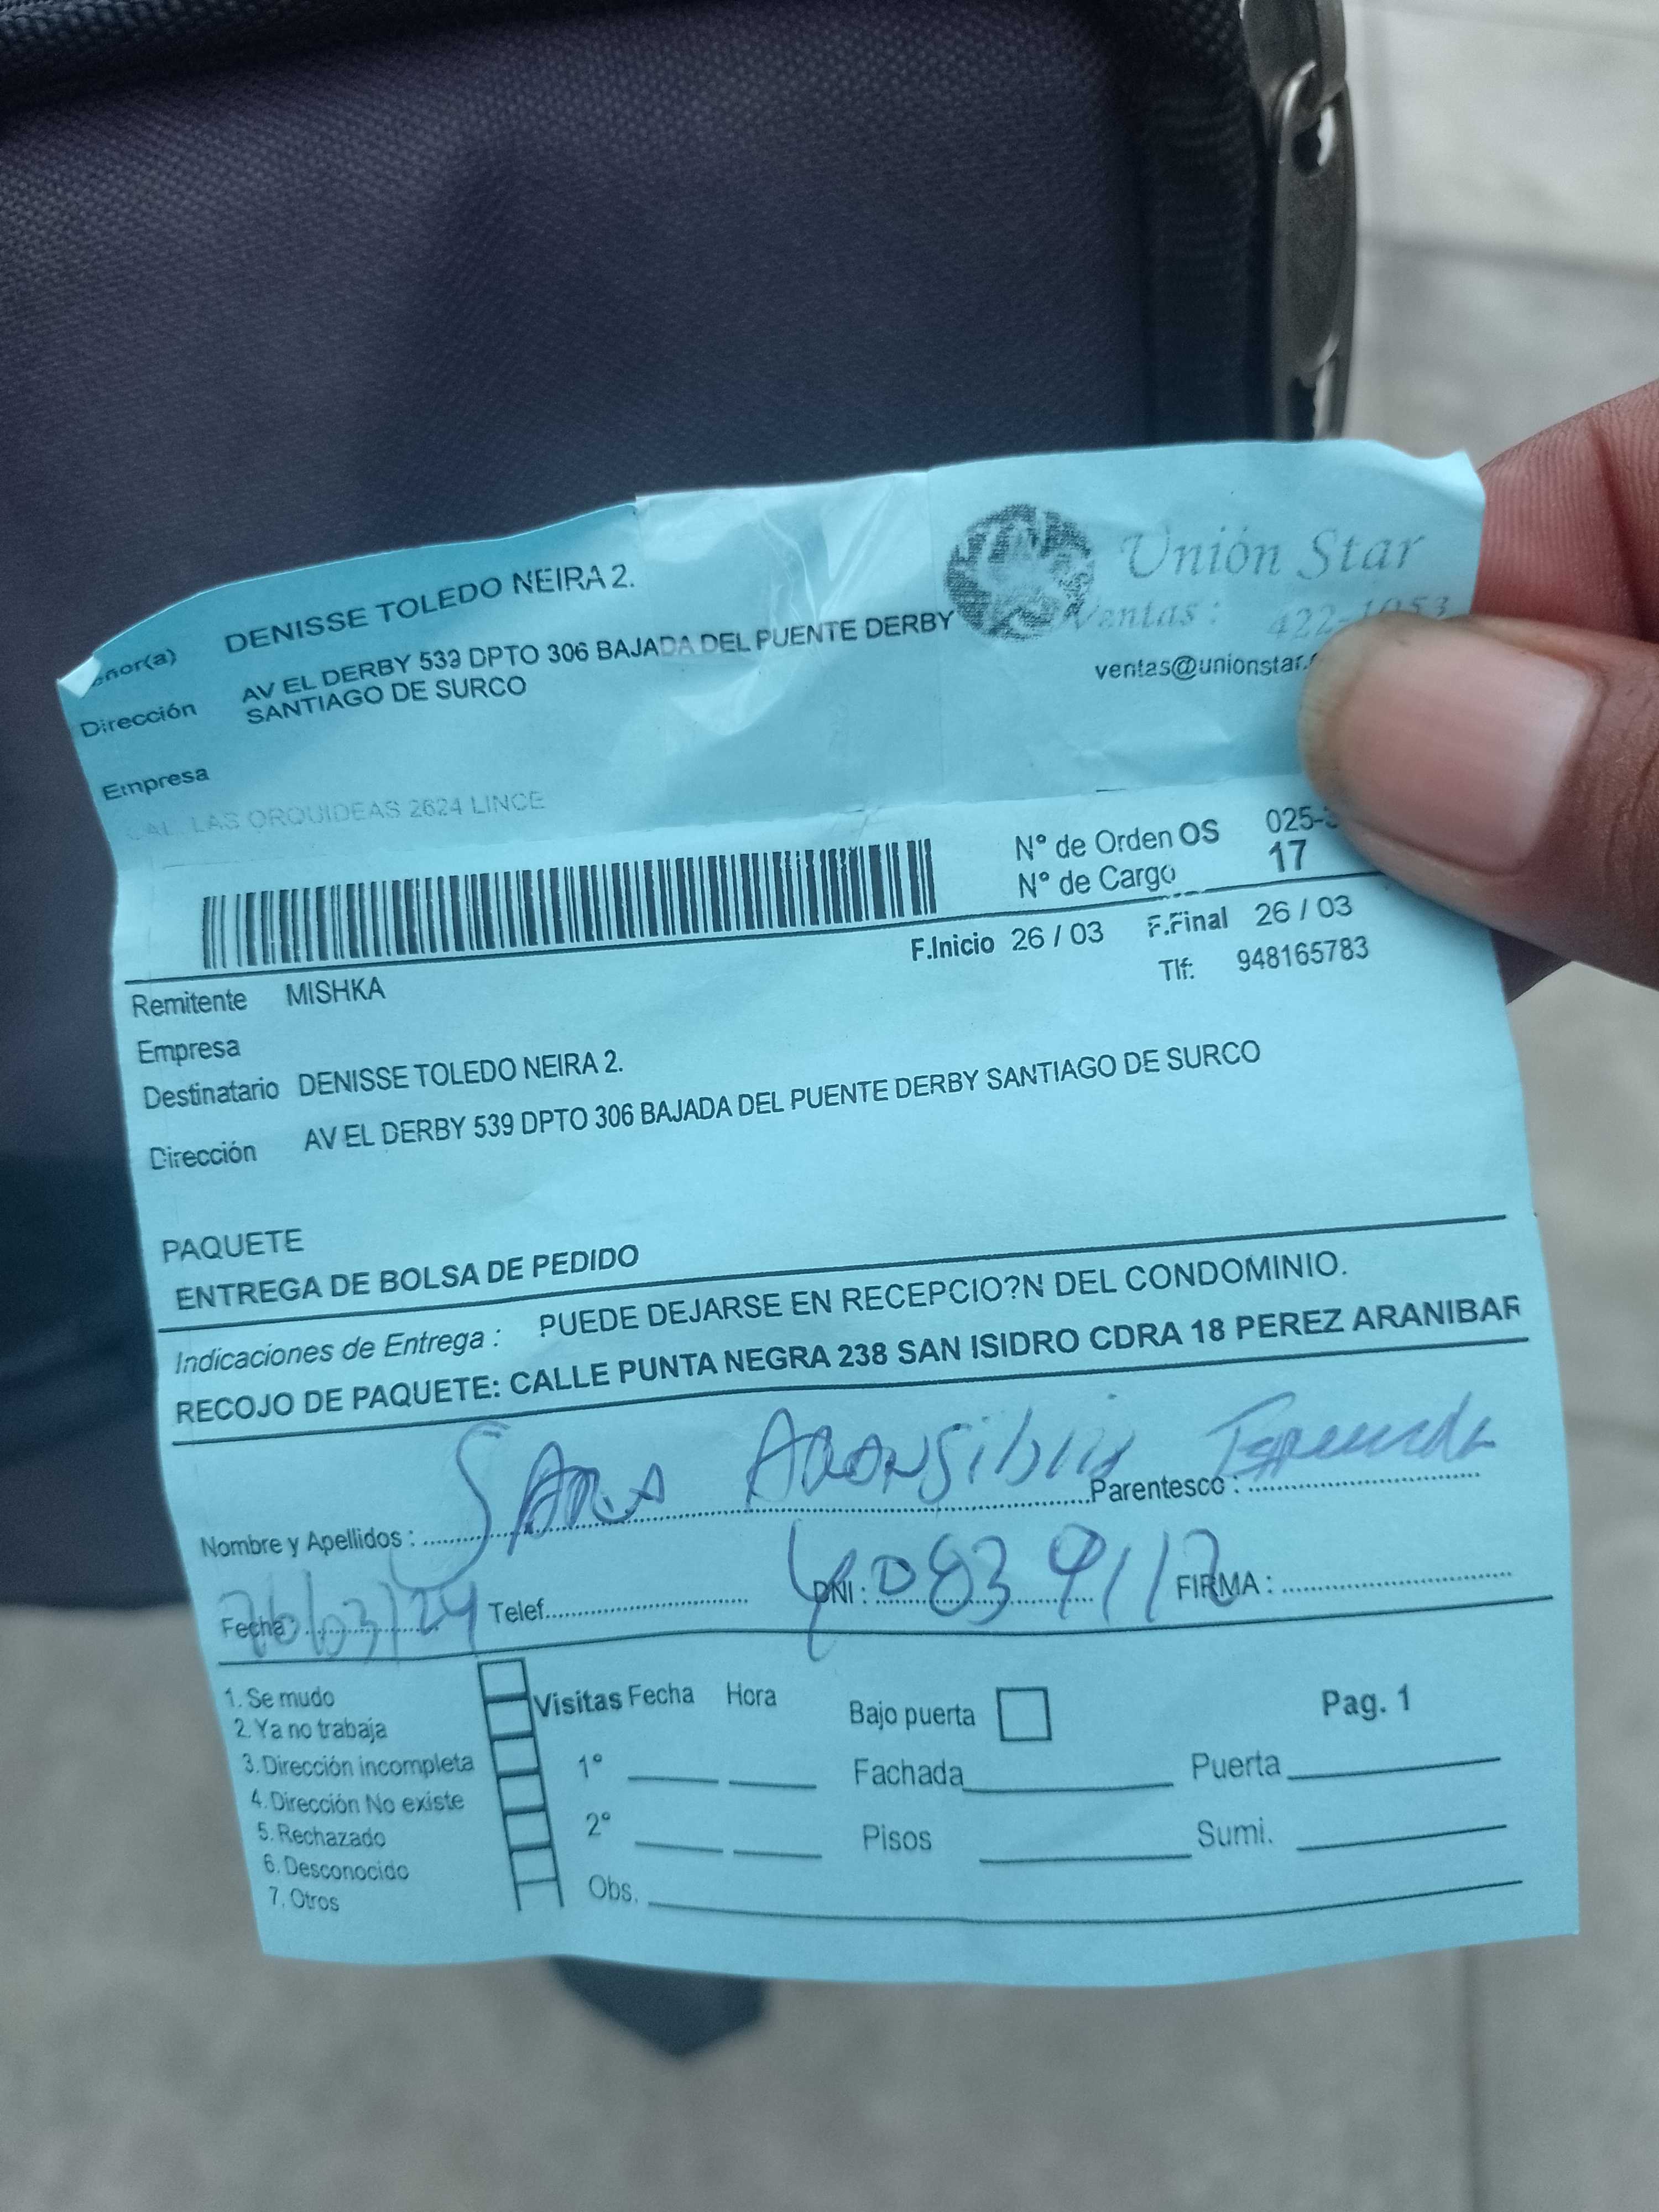 DENISSE TOLEDO NEIRA 2.
Unión Star
Ventas: 422-1053
ventas@unionstar.
Dirección AV EL DERBY 539 DPTO 306 BAJADA DEL PUENTE DERBY
SANTIAGO DE SURCO
Empresa
LAS ORQUIDEAS 2624 LINCE
Nº de Orden OS 025-
Nº de Cargo 17
F.Inicio 26 / 03 F.Final 26 / 03
Remitente MISHKA Tlf: 948165783
Empresa
Destinatario DENISSE TOLEDO NEIRA 2.
Dirección AV EL DERBY 539 DPTO 306 BAJADA DEL PUENTE DERBY SANTIAGO DE SURCO
PAQUETE
ENTREGA DE BOLSA DE PEDIDO
Indicaciones de Entrega : PUEDE DEJARSE EN RECEPCIO?N DEL CONDOMINIO.
RECOJO DE PAQUETE: CALLE PUNTA NEGRA 238 SAN ISIDRO CDRA 18 PEREZ ARANIBAR
Nombre y Apellidos : Parentesco :
Fecha: 26/03/24 Telef. DNI : FIRMA :
1. Se mudo
2. Ya no trabaja
3. Dirección incompleta
4. Dirección No existe
5. Rechazado
6. Desconocido
7. Otros
Visitas Fecha Hora
1º
2º
Obs.
Bajo puerta Pag. 1
Fachada Puerta
Pisos Sumi.